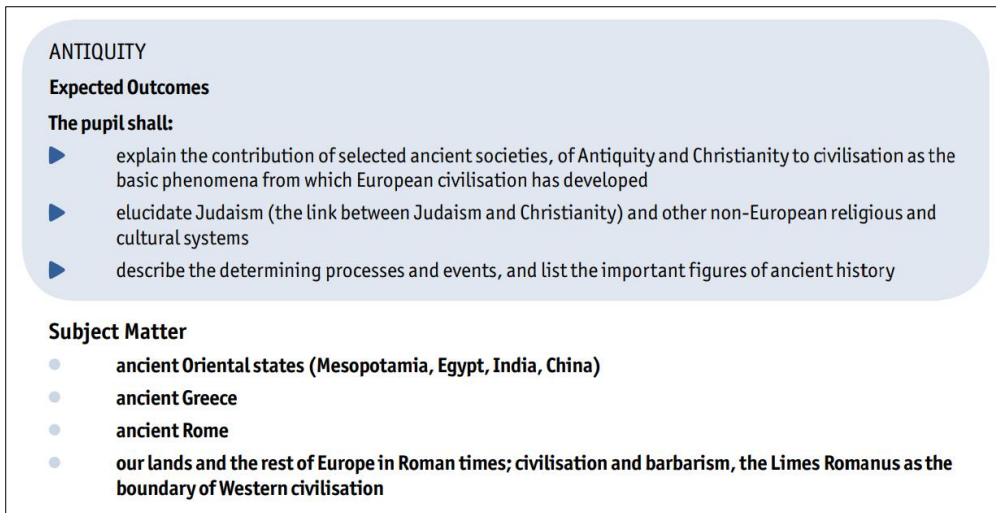 ANTIQUITY
Expected Outcomes
The pupil shall:
explain the contribution of selected ancient societies, of Antiquity and Christianity to civilisation as the
basic phenomena from which European civilisation has developed
elucidate Judaism (the link between Judaism and Christianity) and other non-European religious and
cultural systems
describe the determining processes and events, and list the important figures of ancient history
Subject Matter
ancient Oriental states (Mesopotamia, Egypt, India, China)
ancient Greece
ancient Rome
our lands and the rest of Europe in Roman times; civilisation and barbarism, the Limes Romanus as the
boundary of Western civilisation